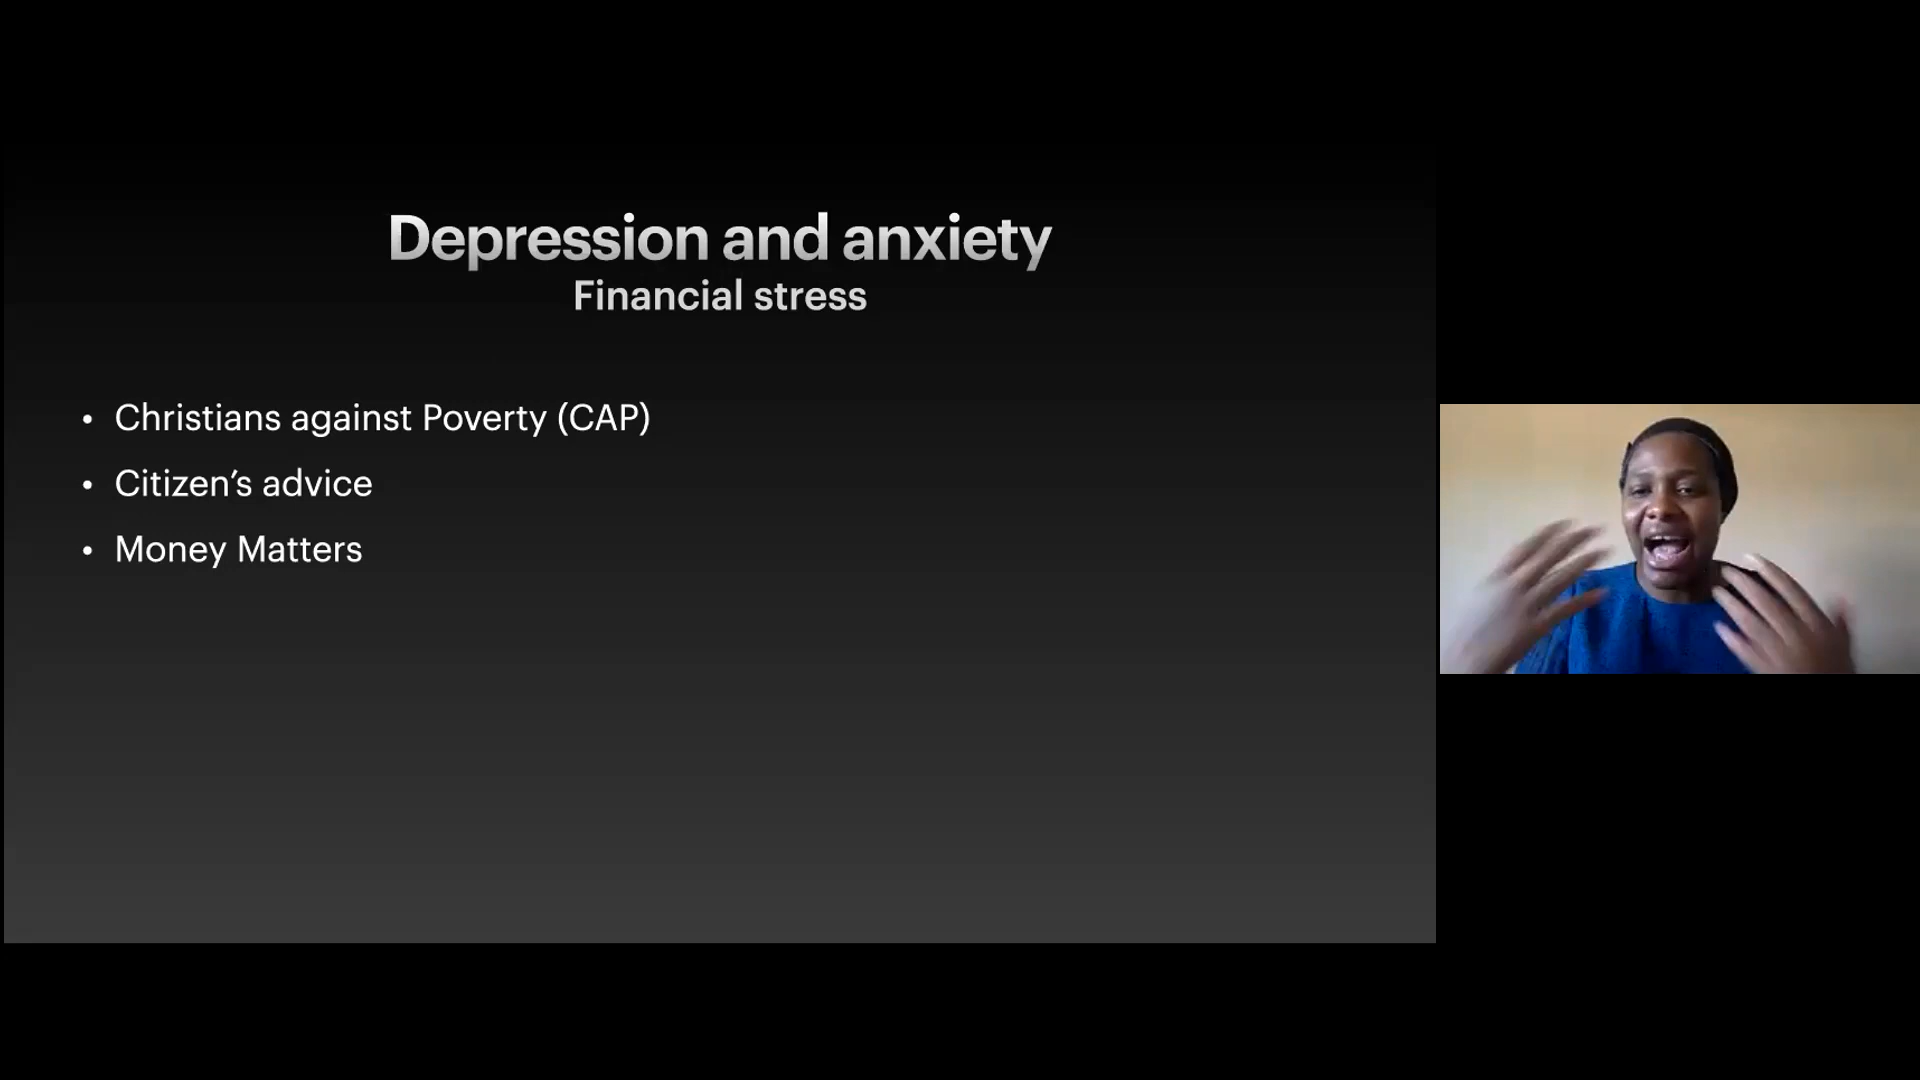 Depression and anxiety
Financial stress
• Christians against Poverty (CAP)
• Citizen’s advice
• Money Matters